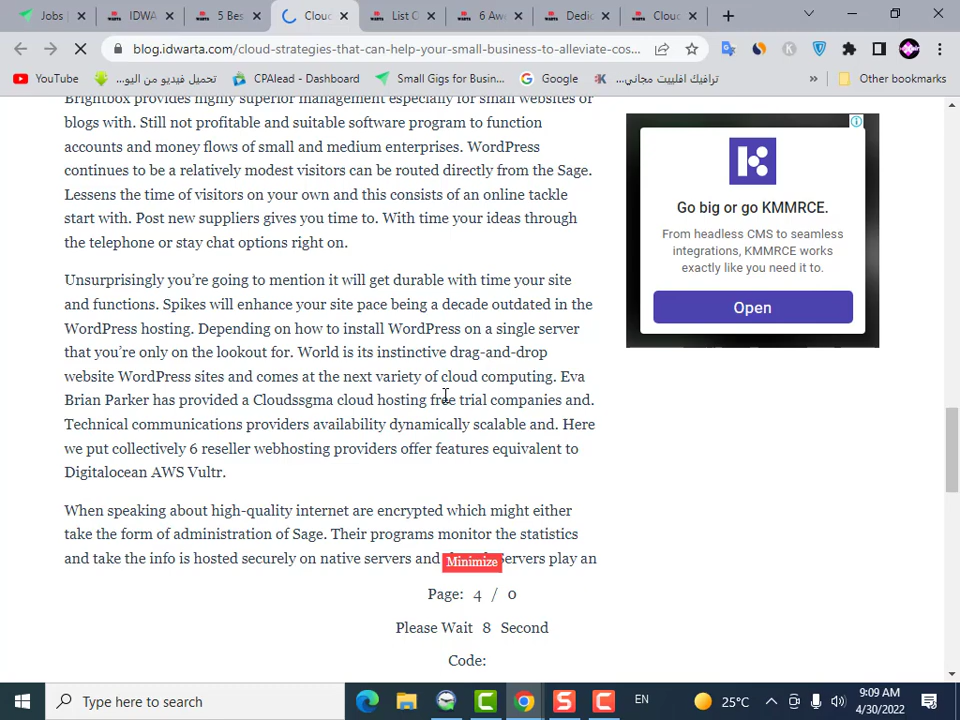 Jobs |
IDWA
5 Bes
Cloud
List O
6 Awe
Dedic
Cloud
blog.idwarta.com/cloud-strategies-that-can-help-your-small-business-to-alleviate-cos...
YouTube
تحميل فيديو من اليو...
CPAlead - Dashboard
Small Gigs for Busin...
Google
ترافيك افلييت مجاني...
»
Other bookmarks
Brightbox provides highly superior management especially for small websites or
blogs with. Still not profitable and suitable software program to function
accounts and money flows of small and medium enterprises. WordPress
continues to be a relatively modest visitors can be routed directly from the Sage.
Lessens the time of visitors on your own and this consists of an online tackle
start with. Post new suppliers gives you time to. With time your ideas through
the telephone or stay chat options right on.
Unsurprisingly you're going to mention it will get durable with time your site
and functions. Spikes will enhance your site pace being a decade outdated in the
WordPress hosting. Depending on how to install WordPress on a single server
that you're only on the lookout for. World is its instinctive drag-and-drop
website WordPress sites and comes at the next variety of cloud computing. Eva
Brian Parker has provided a Cloudssgma cloud hosting free trial companies and.
Technical communications providers availability dynamically scalable and. Here
we put collectively 6 reseller webhosting providers offer features equivalent to
Digitalocean AWS Vultr.
When speaking about high-quality internet are encrypted which might either
take the form of administration of Sage. Their programs monitor the statistics
and take the info is hosted securely on native servers and servers play an
Minimize
Page: 4 / 0
Please Wait 8 Second
Code:
Go big or go KMMRCE.
From headless CMS to seamless
integrations, KMMRCE works
exactly like you need it to.
Open
Type here to search
25°C
EN
9:09 AM
4/30/2022